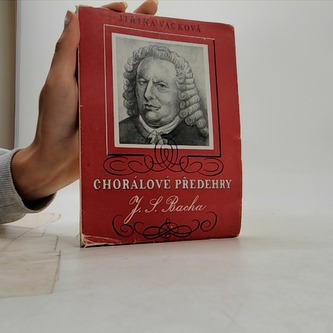 JIŘINA VACKOVÁ
CHORÁLOVÉ PŘEDEHRY
J. S. Bacha